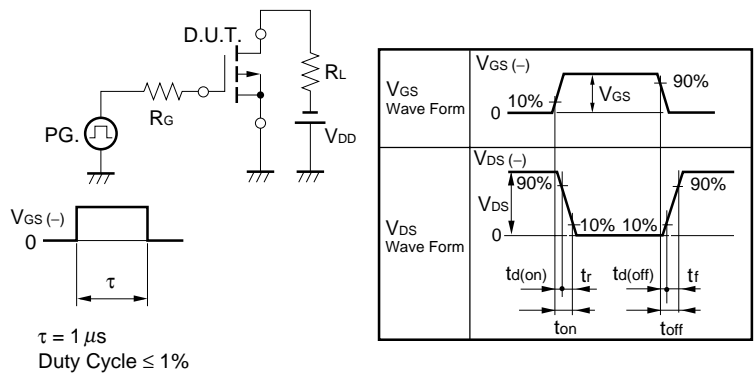 D.U.T.
RL
RG
PG.
VDD
VGS (−)
0
τ
τ = 1 μs
Duty Cycle ≤ 1%
VGS
Wave Form
VGS (−)
10%
VGS
90%
0
VDS
Wave Form
VDS (−)
90%
90%
VDS
10% 10%
0
td(on) tr td(off) tf
ton toff